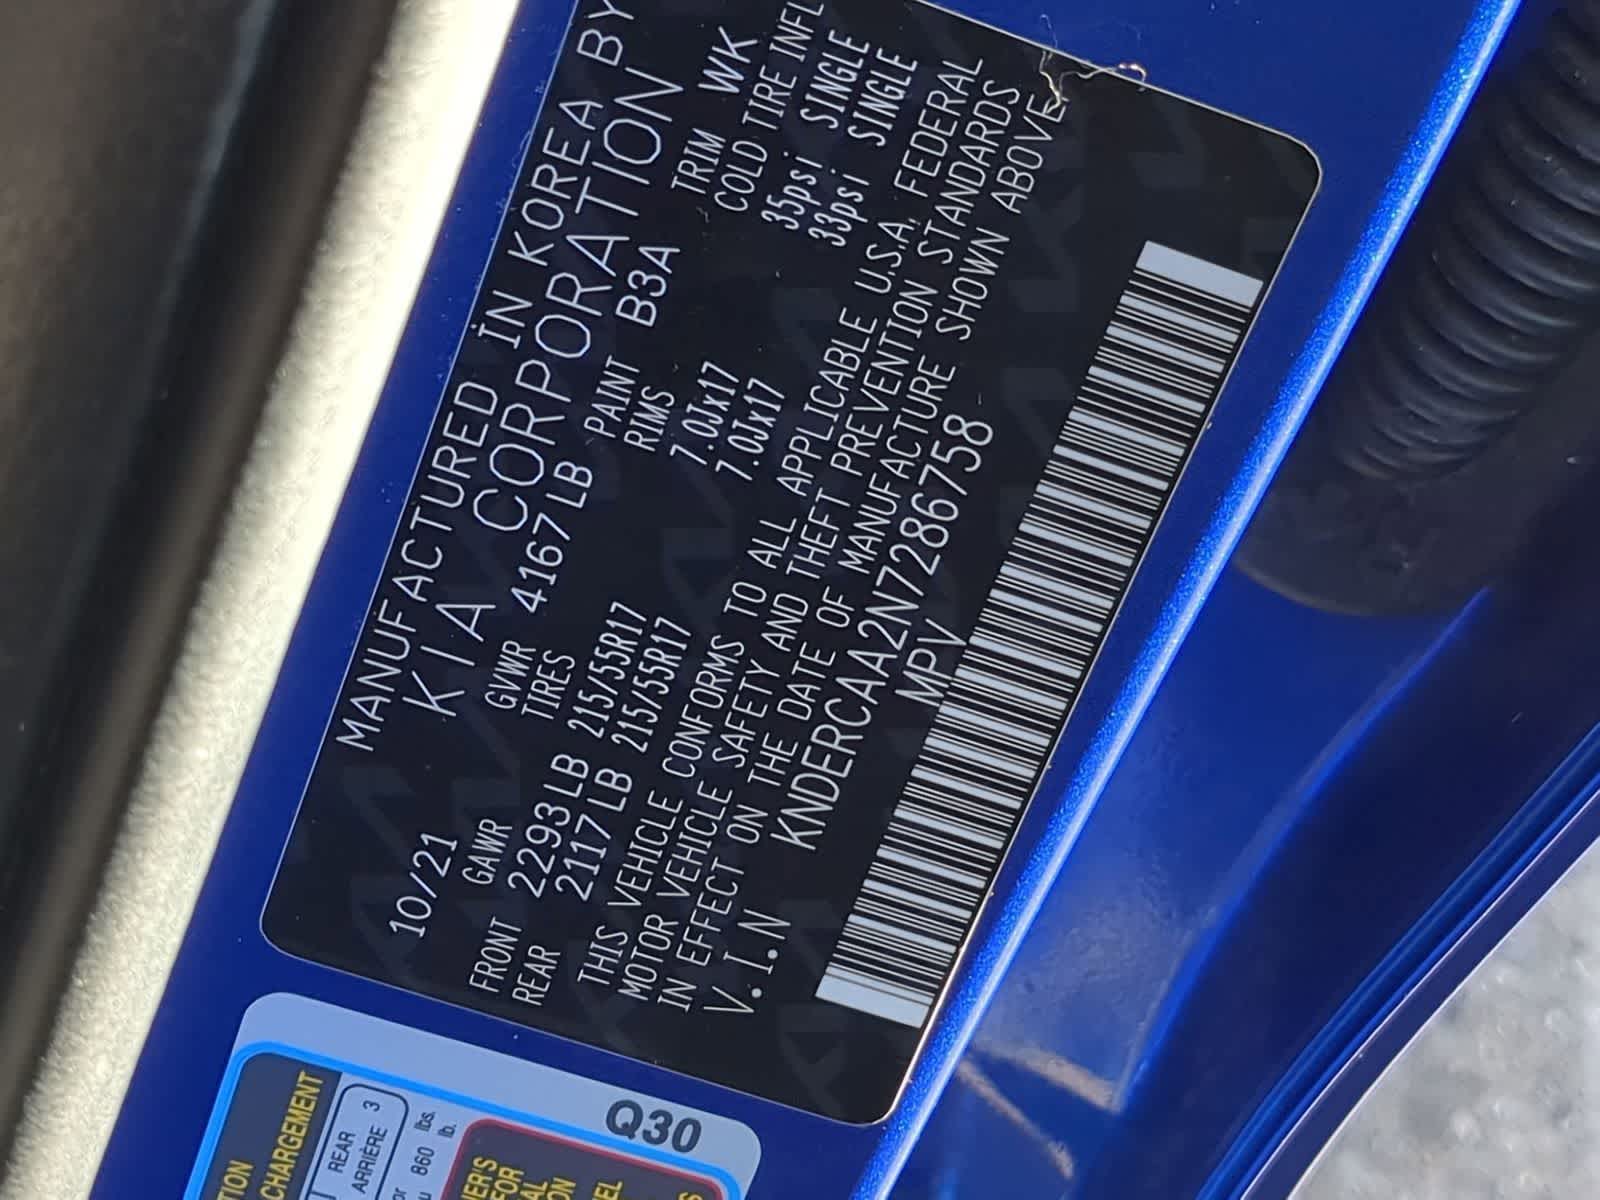 MANUFACTURED IN KOREA BY
10/21 KIA CORPORATION
GAWR GVWR 4167LB PAINT B3A TRIM WK
FRONT 2293LB TIRES RIMS COLD TIRE INFL
215/55R17 7.0Jx17 35psi SINGLE
REAR 2117LB 215/55R17 7.0Jx17 33psi SINGLE
THIS VEHICLE CONFORMS TO ALL APPLICABLE U.S.A. FEDERAL
MOTOR VEHICLE SAFETY AND THEFT PREVENTION STANDARDS
IN EFFECT ON THE DATE OF MANUFACTURE SHOWN ABOVE.
V.I.N KNDERCAA2N7286758
MPV
Q30
CHARGEMENT
REAR
ARRIÈRE 3
860 lbs.
lb.